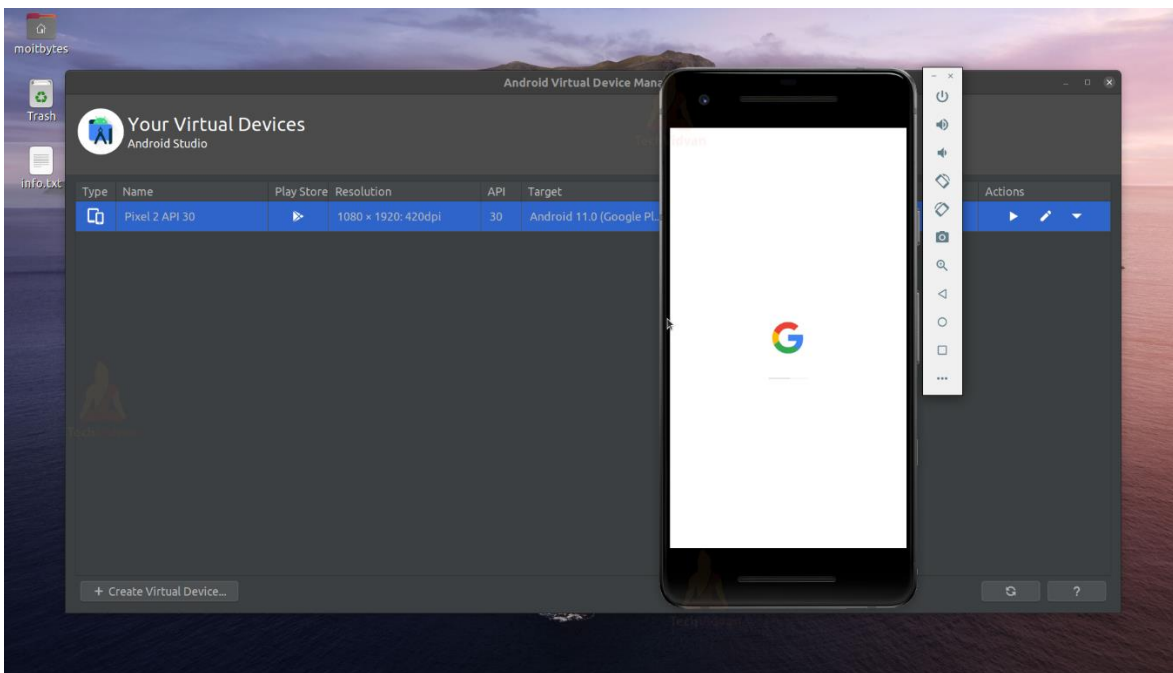 moitbytes
Trash
info.txt
Android Virtual Device Mana
Your Virtual Devices
Android Studio
Type Name Play Store Resolution API Target Actions
Pixel 2 API 30 1080 × 1920: 420dpi 30 Android 11.0 (Google Pl..
+ Create Virtual Device...
?